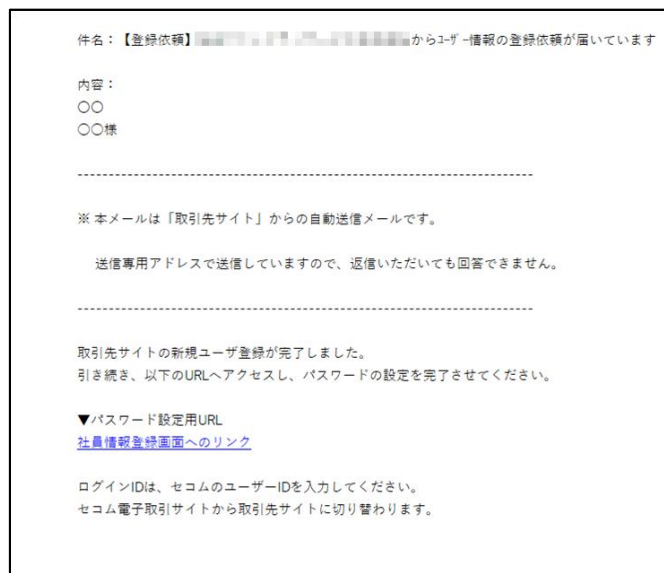 件名：【登録依頼】からﾕｰｻﾞｰ情報の登録依頼が届いています
内容：
○○
○○様
--------------------------------------------------------------------------
※ 本メールは「取引先サイト」からの自動送信メールです。
送信専用アドレスで送信していますので、返信いただいても回答できません。
--------------------------------------------------------------------------
取引先サイトの新規ユーザ登録が完了しました。
引き続き、以下のURLへアクセスし、パスワードの設定を完了させてください。
▼パスワード設定用URL
社員情報登録画面へのリンク
ログインIDは、セコムのユーザーIDを入力してください。
セコム電子取引サイトから取引先サイトに切り替わります。